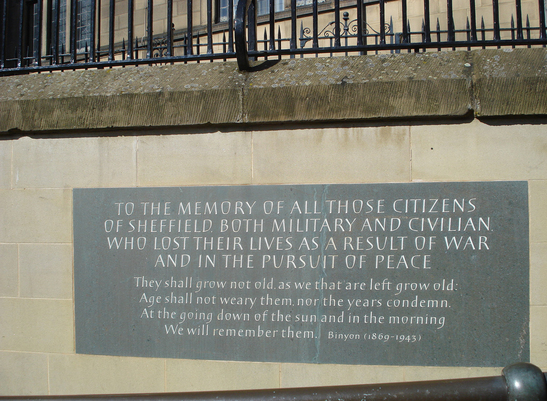 TO THE MEMORY OF ALL THOSE CITIZENS
OF SHEFFIELD, BOTH MILITARY AND CIVILIAN,
WHO LOST THEIR LIVES AS A RESULT OF WAR
AND IN THE PURSUIT OF PEACE
They shall grow not old, as we that are left grow old:
Age shall not weary them, nor the years condemn.
At the going down of the sun and in the morning
We will remember them. Binyon (1869-1943)